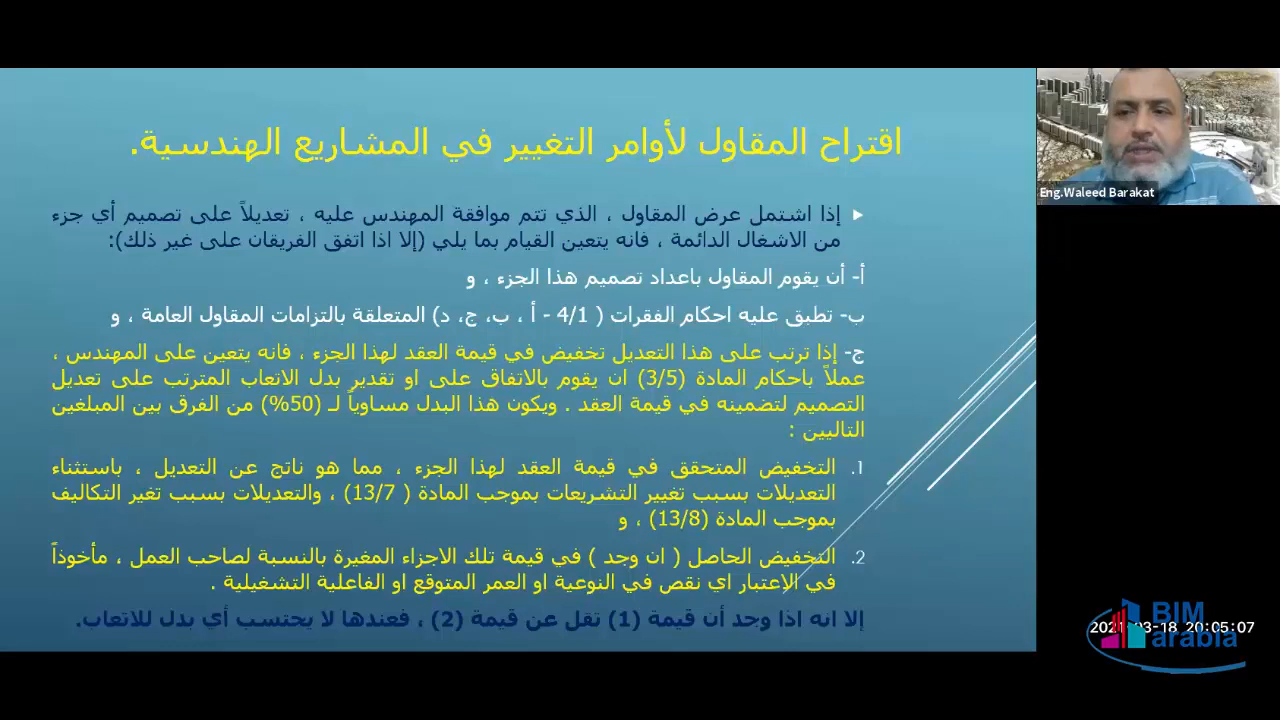 اقتراح المقاول لأوامر التغيير في المشاريع الهندسية.
إذا اشتمل عرض المقاول ، الذي تتم موافقة المهندس عليه ، تعديلاً على تصميم أي جزء
من الاشغال الدائمة ، فانه يتعين القيام بما يلي (إلا اذا اتفق الفريقان على غير ذلك):
أ- أن يقوم المقاول باعداد تصميم هذا الجزء ، و
ب- تطبق عليه احكام الفقرات ( 4/1 - أ ، ب، ج، د) المتعلقة بالتزامات المقاول العامة ، و
ج- إذا ترتب على هذا التعديل تخفيض في قيمة العقد لهذا الجزء ، فانه يتعين على المهندس ،
عملاً باحكام المادة (3/5) ان يقوم بالاتفاق على او تقدير بدل الاتعاب المترتب على تعديل
التصميم لتضمينه في قيمة العقد . ويكون هذا البدل مساوياً لـ (50%) من الفرق بين المبلغين
التاليين :
1. التخفيض المتحقق في قيمة العقد لهذا الجزء ، مما هو ناتج عن التعديل ، باستثناء
التعديلات بسبب تغيير التشريعات بموجب المادة ( 13/7) ، والتعديلات بسبب تغير التكاليف
بموجب المادة (13/8) ، و
2. التخفيض الحاصل ( ان وجد ) في قيمة تلك الاجزاء المغيرة بالنسبة لصاحب العمل ، مأخوذاً
في الاعتبار اي نقص في النوعية او العمر المتوقع او الفاعلية التشغيلية .
إلا انه اذا وجد أن قيمة (1) تقل عن قيمة (2) ، فعندها لا يحتسب أي بدل للاتعاب.
Eng.Waleed Barakat
BIM
arabia
2021-03-18 20:05:07